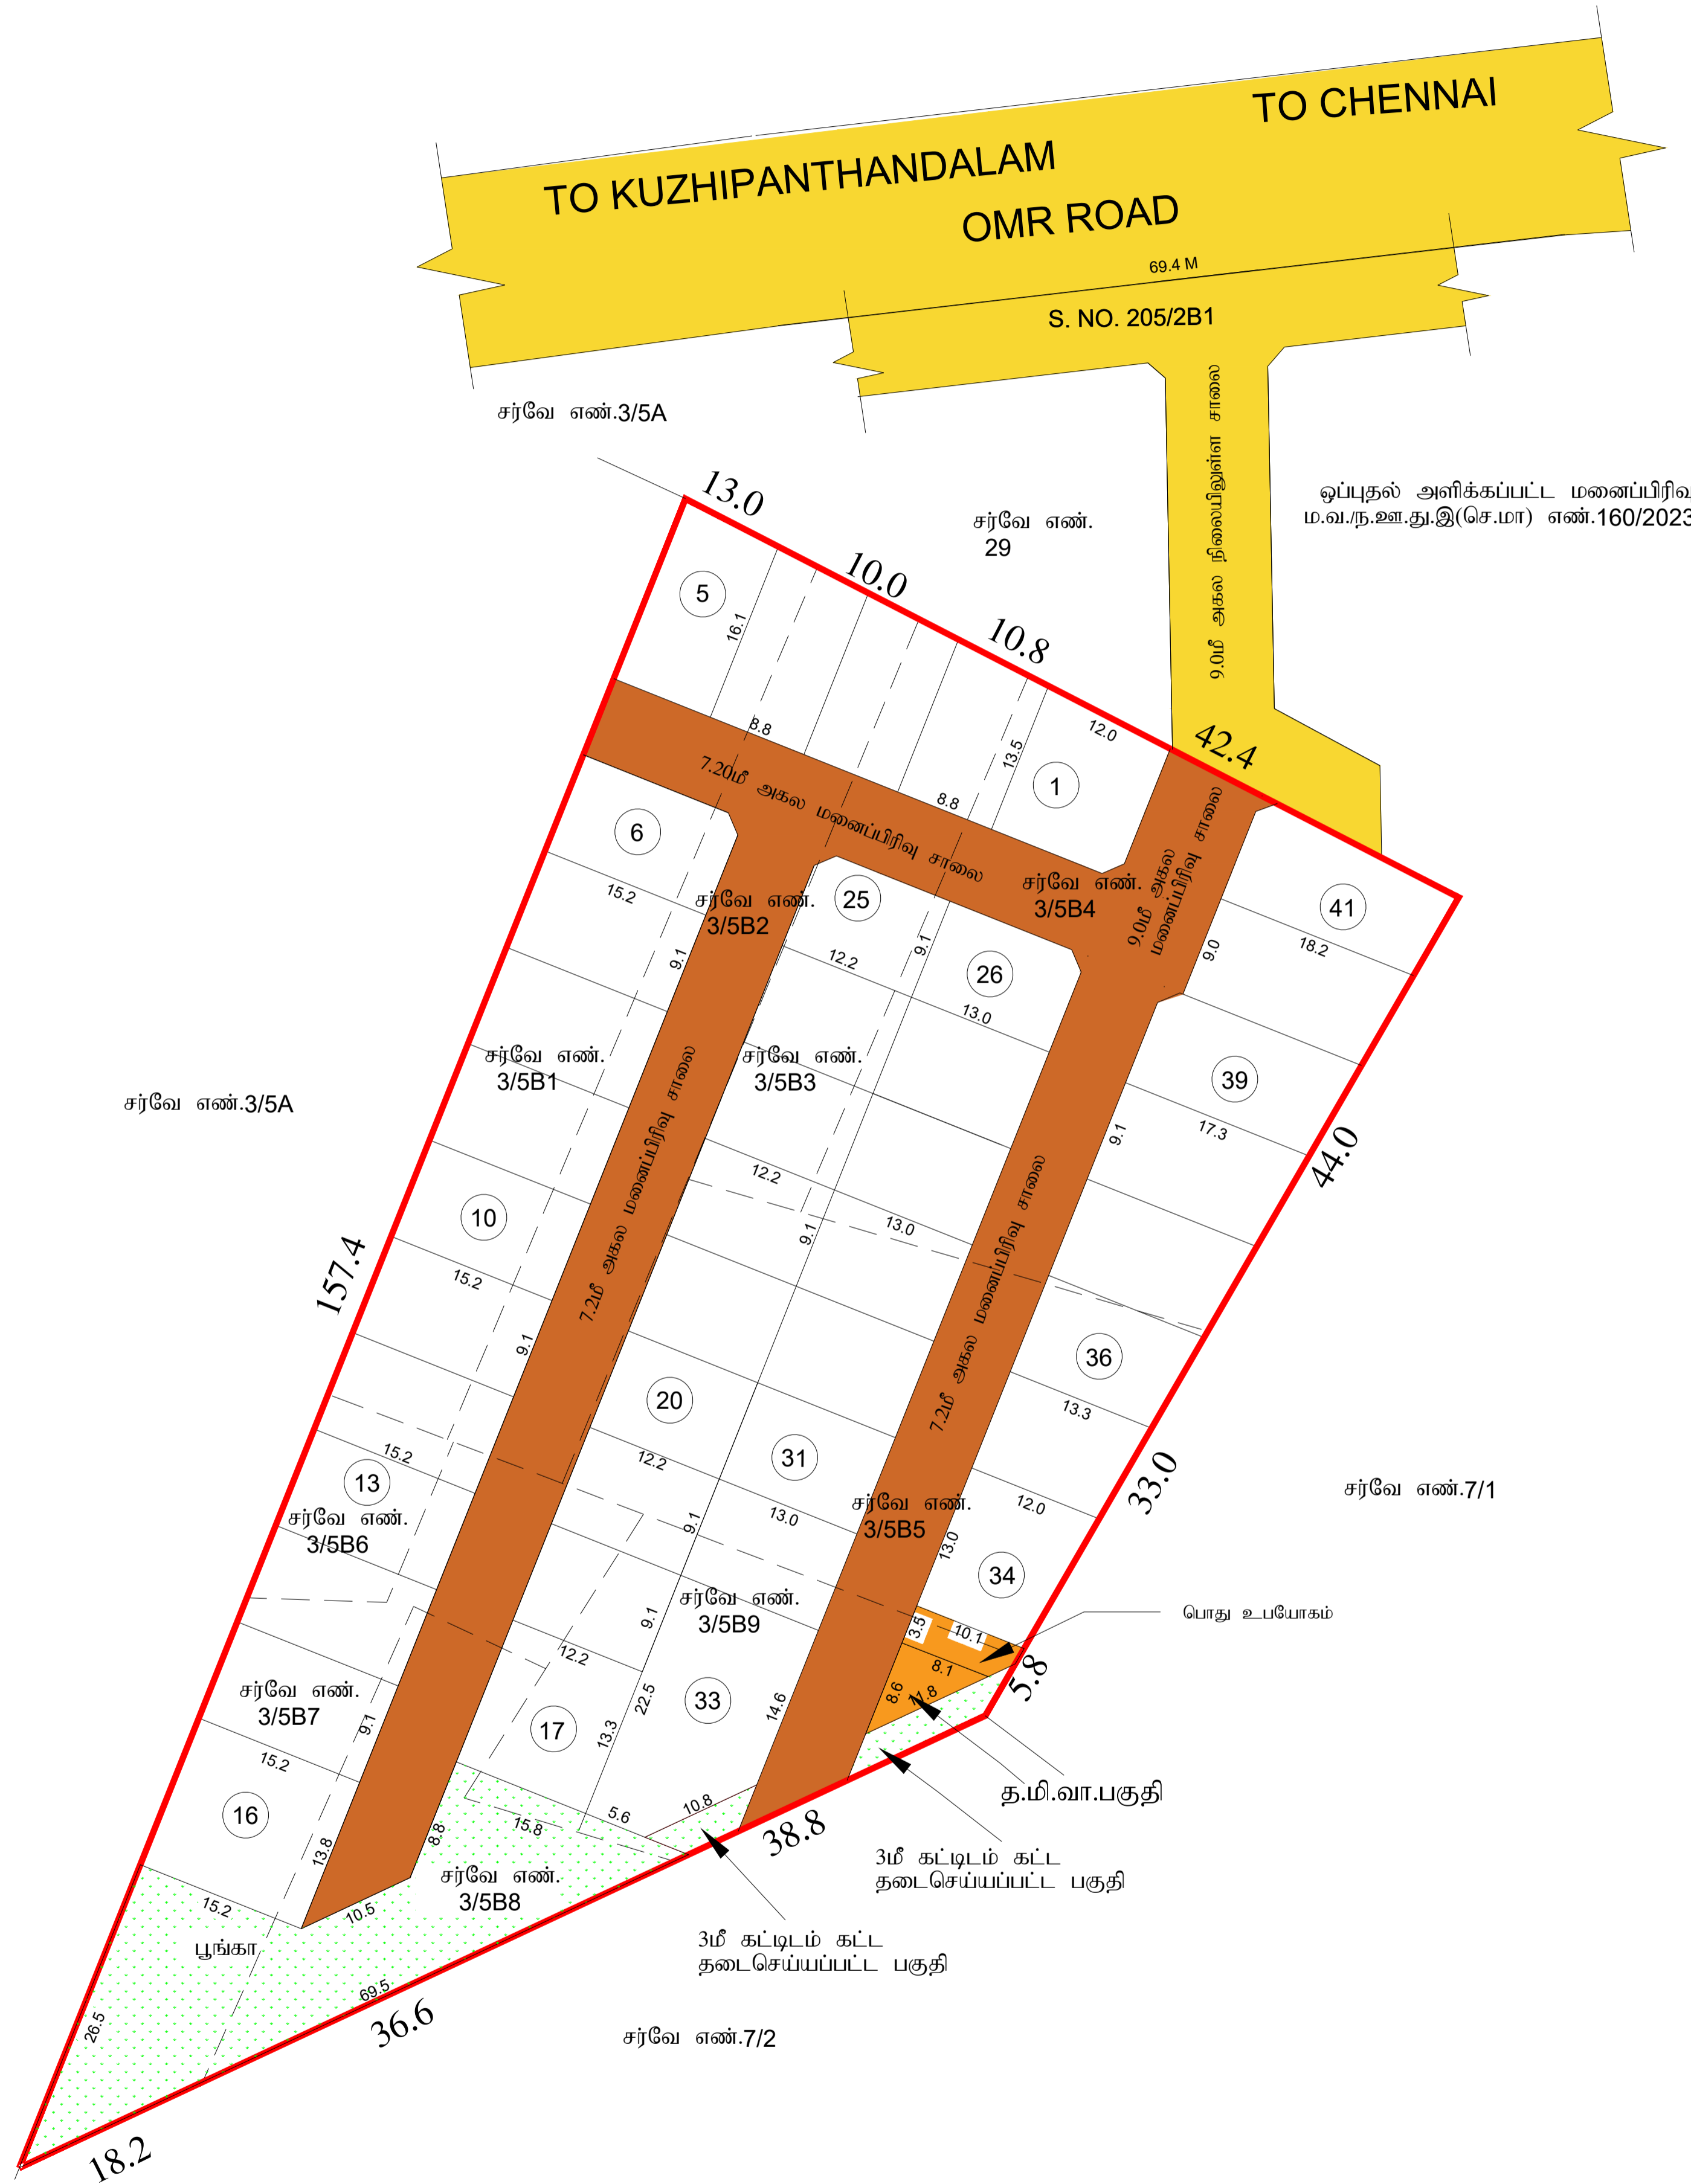 TO CHENNAI
TO KUZHIPANTHANDALAM
OMR ROAD
69.4 M
S. NO. 205/2B1
9.0மீ அகல நிலையிலுள்ள சாலை
சர்வே எண்.3/5A
ஒப்புதல் அளிக்கப்பட்ட மனைப்பிரிவு
ம.வ./ந.ஊ.து.இ(செ.மா) எண்.160/2023
சர்வே எண்.
29
13.0
10.0
10.8
42.4
5
16.1
8.8
8.8
13.5
12.0
1
7.20மீ அகல மனைப்பிரிவு சாலை
9.0மீ அகல
மனைப்பிரிவு சாலை
6
15.2
சர்வே எண்.
3/5B2
25
சர்வே எண்.
3/5B4
41
18.2
9.0
9.1
12.2
9.1
26
13.0
சர்வே எண்.
3/5B1
சர்வே எண்.
3/5B3
39
17.3
9.1
44.0
சர்வே எண்.3/5A
7.2மீ அகல மனைப்பிரிவு சாலை
12.2
13.0
9.1
7.2மீ அகல மனைப்பிரிவு சாலை
10
15.2
157.4
9.1
36
13.3
20
12.2
31
13.0
9.1
15.2
13
சர்வே எண்.
3/5B6
சர்வே எண்.
3/5B5
12.0
13.0
34
33.0
சர்வே எண்.7/1
சர்வே எண்.
3/5B9
9.1
12.2
பொது உபயோகம்
3.5
10.1
8.1
8.6
11.8
5.8
சர்வே எண்.
3/5B7
15.2
9.1
17
13.3
22.5
33
14.6
16
13.8
8.8
15.8
5.6
10.8
38.8
த.மி.வா.பகுதி
3மீ கட்டிடம் கட்ட
தடைசெய்யப்பட்ட பகுதி
சர்வே எண்.
3/5B8
15.2
10.5
பூங்கா
3மீ கட்டிடம் கட்ட
தடைசெய்யப்பட்ட பகுதி
69.5
36.6
26.5
சர்வே எண்.7/2
18.2